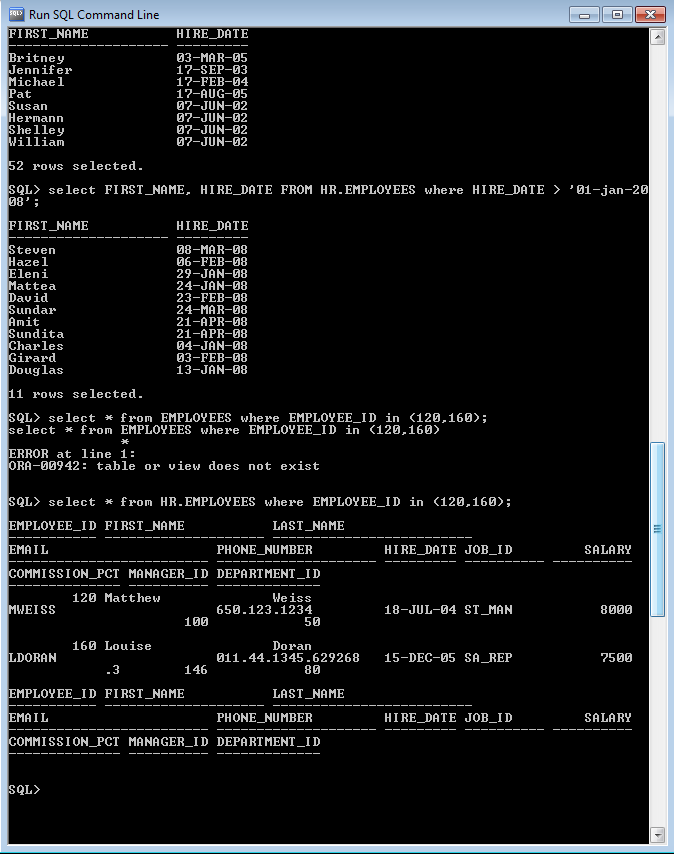 SQL>
Run SQL Command Line
FIRST_NAME           HIRE_DATE
-------------------- ---------
Britney              03-MAR-05
Jennifer             17-SEP-03
Michael              17-FEB-04
Pat                  17-AUG-05
Susan                07-JUN-02
Hermann              07-JUN-02
Shelley              07-JUN-02
William              07-JUN-02
52 rows selected.
SQL> select FIRST_NAME, HIRE_DATE FROM HR.EMPLOYEES where HIRE_DATE > '01-jan-20
08';
FIRST_NAME           HIRE_DATE
-------------------- ---------
Steven               08-MAR-08
Hazel                06-FEB-08
Eleni                29-JAN-08
Mattea               24-JAN-08
David                23-FEB-08
Sundar               24-MAR-08
Amit                 21-APR-08
Sundita              21-APR-08
Charles              04-JAN-08
Girard               03-FEB-08
Douglas              13-JAN-08
11 rows selected.
SQL> select * from EMPLOYEES where EMPLOYEE_ID in (120,160);
select * from EMPLOYEES where EMPLOYEE_ID in (120,160)
              *
ERROR at line 1:
ORA-00942: table or view does not exist
SQL> select * from HR.EMPLOYEES where EMPLOYEE_ID in (120,160);
EMPLOYEE_ID FIRST_NAME           LAST_NAME
----------- -------------------- -------------------------
EMAIL                     PHONE_NUMBER         HIRE_DATE JOB_ID         SALARY
------------------------- -------------------- --------- ---------- ----------
COMMISSION_PCT MANAGER_ID DEPARTMENT_ID
-------------- ---------- -------------
        120 Matthew              Weiss
MWEISS                    650.123.1234         18-JUL-04 ST_MAN           8000
                      100            50
        160 Louise               Doran
LDORAN                    011.44.1345.629268   15-DEC-05 SA_REP           7500
            .3        146            80
EMPLOYEE_ID FIRST_NAME           LAST_NAME
----------- -------------------- -------------------------
EMAIL                     PHONE_NUMBER         HIRE_DATE JOB_ID         SALARY
------------------------- -------------------- --------- ---------- ----------
COMMISSION_PCT MANAGER_ID DEPARTMENT_ID
-------------- ---------- -------------
SQL>